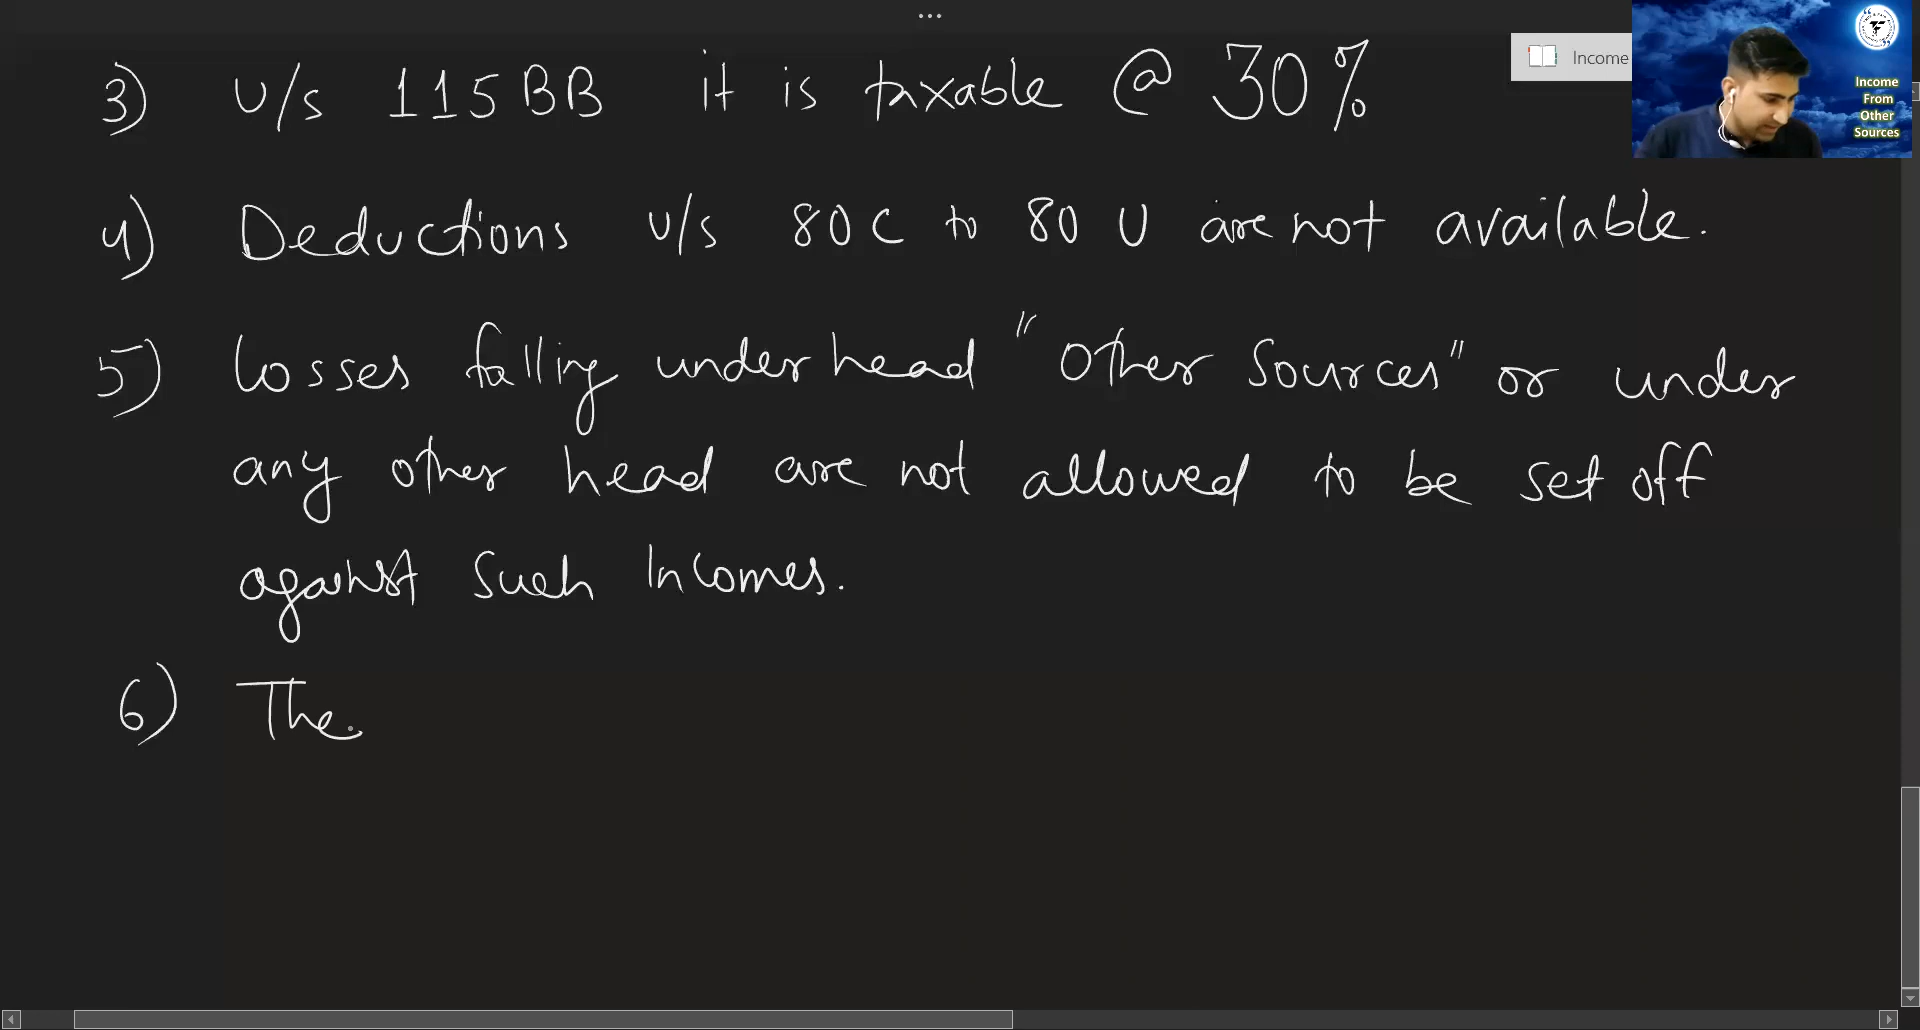 ...
Income
Income
From
Other
Sources
3) U/s 115BB it is taxable @ 30%
4) Deductions u/s 80C to 80 U are not available.
5) Losses falling under head "Other Sources" or under
any other head are not allowed to be set off
against Such Incomes.
6) The